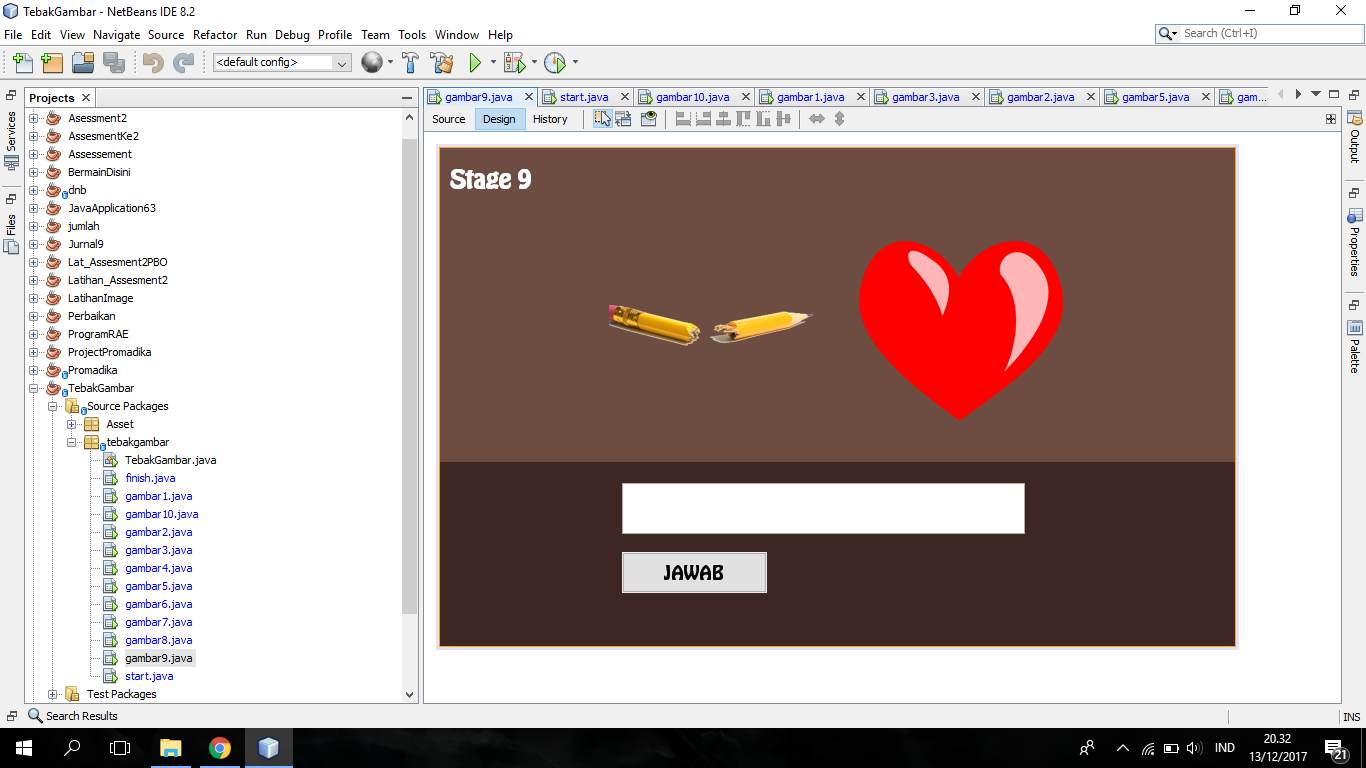 TebakGambar - NetBeans IDE 8.2
File Edit View Navigate Source Refactor Run Debug Profile Team Tools Window Help
Search (Ctrl+I)
<default config>
Projects
Services
Files
Asessment2
AssesmentKe2
Assessement
BermainDisini
dnb
JavaApplication63
jumlah
Jurnal9
Lat_Assesment2PBO
Latihan_Assesment2
LatihanImage
Perbaikan
ProgramRAE
ProjectPromadika
Promadika
TebakGambar
Source Packages
Asset
tebakgambar
TebakGambar.java
finish.java
gambar1.java
gambar10.java
gambar2.java
gambar3.java
gambar4.java
gambar5.java
gambar6.java
gambar7.java
gambar8.java
gambar9.java
start.java
Test Packages
gambar9.java start.java gambar10.java gambar1.java gambar3.java gambar2.java gambar5.java gam...
Source Design History
Stage 9
JAWAB
Output
Properties
Palette
Search Results
INS
IND
20.32
13/12/2017
21